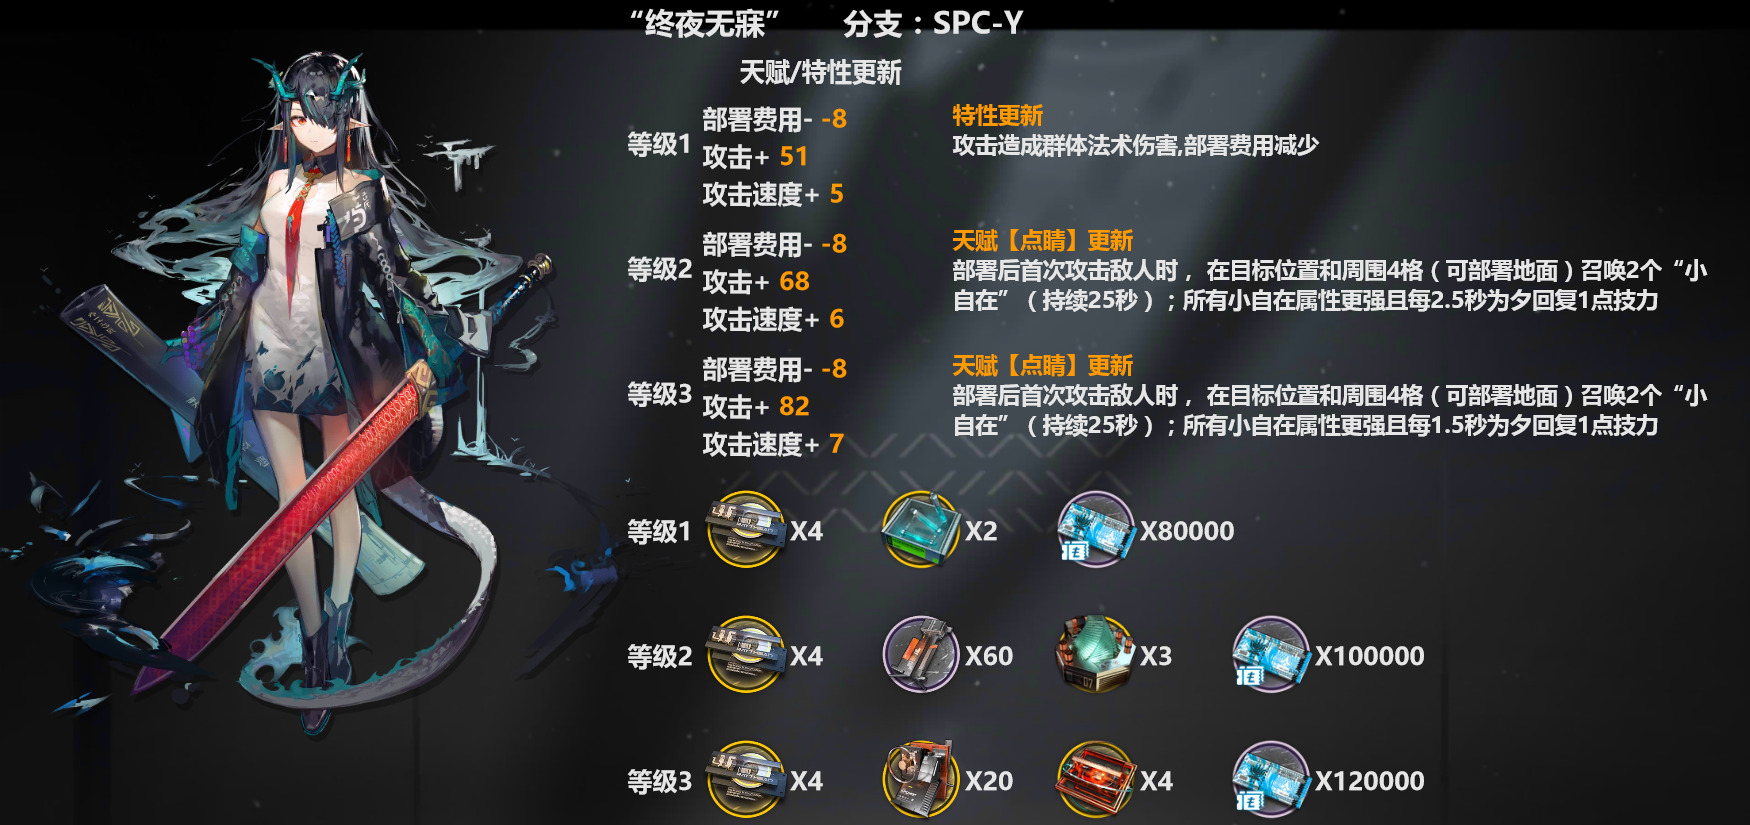 “终夜无寐” 分支：SPC-Y
天赋/特性更新
等级1
部署费用- -8
攻击+ 51
攻击速度+ 5
特性更新
攻击造成群体法术伤害,部署费用减少
等级2
部署费用- -8
攻击+ 68
攻击速度+ 6
天赋【点睛】更新
部署后首次攻击敌人时，在目标位置和周围4格（可部署地面）召唤2个“小
自在”（持续25秒）；所有小自在属性更强且每2.5秒为夕回复1点技力
等级3
部署费用- -8
攻击+ 82
攻击速度+ 7
天赋【点睛】更新
部署后首次攻击敌人时，在目标位置和周围4格（可部署地面）召唤2个“小
自在”（持续25秒）；所有小自在属性更强且每1.5秒为夕回复1点技力
等级1 X4 X2 X80000
等级2 X4 X60 X3 X100000
等级3 X4 X20 X4 X120000